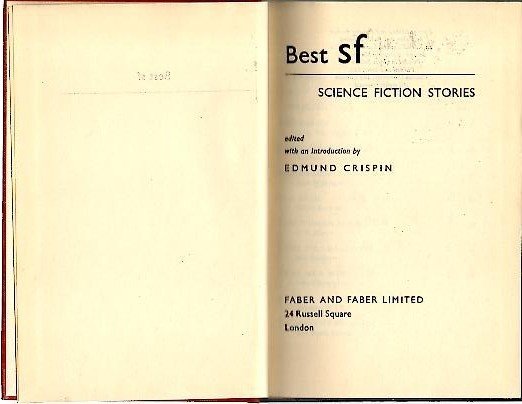 Best sf
SCIENCE FICTION STORIES
edited
with an Introduction by
EDMUND CRISPIN
FABER AND FABER LIMITED
24 Russell Square
London